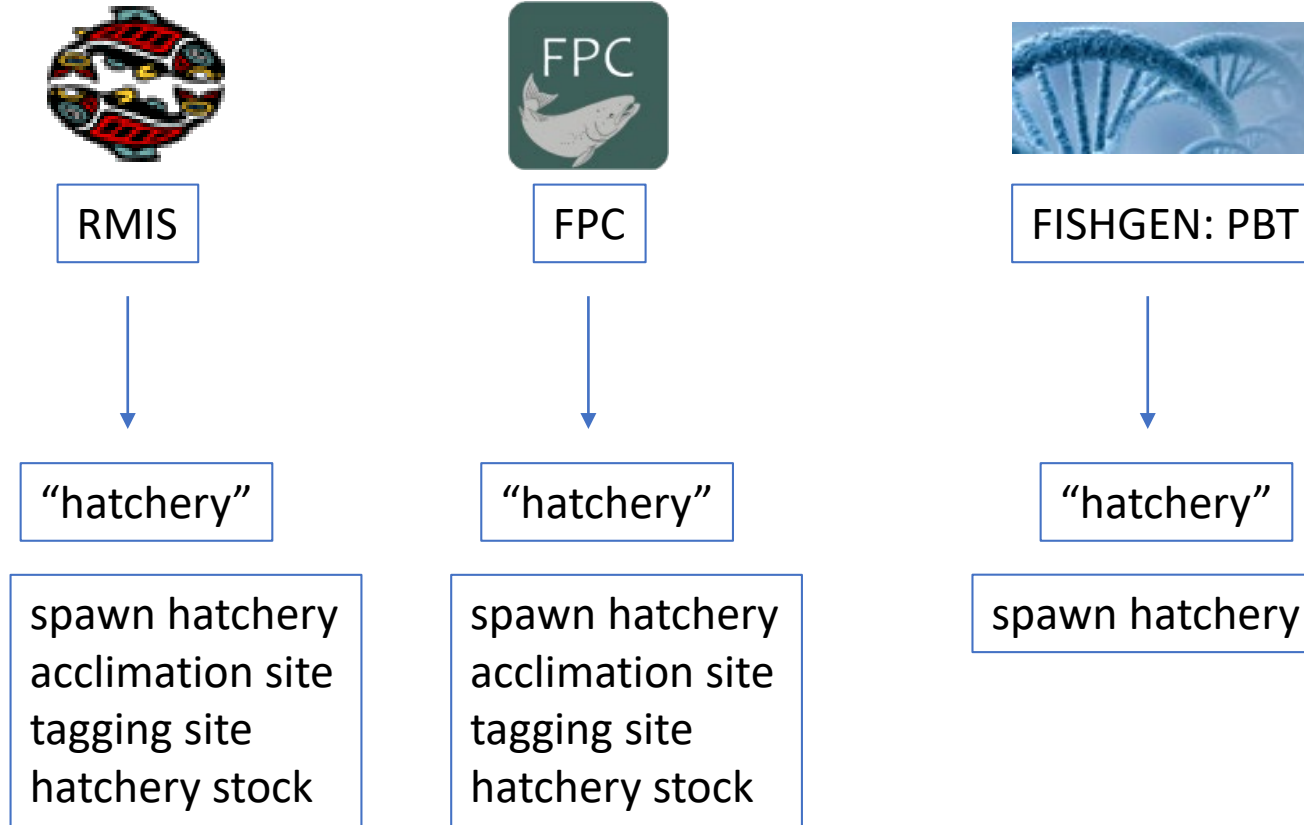 FPC
RMIS
FPC
FISHGEN: PBT
“hatchery”
“hatchery”
“hatchery”
spawn hatchery
acclimation site
tagging site
hatchery stock
spawn hatchery
acclimation site
tagging site
hatchery stock
spawn hatchery